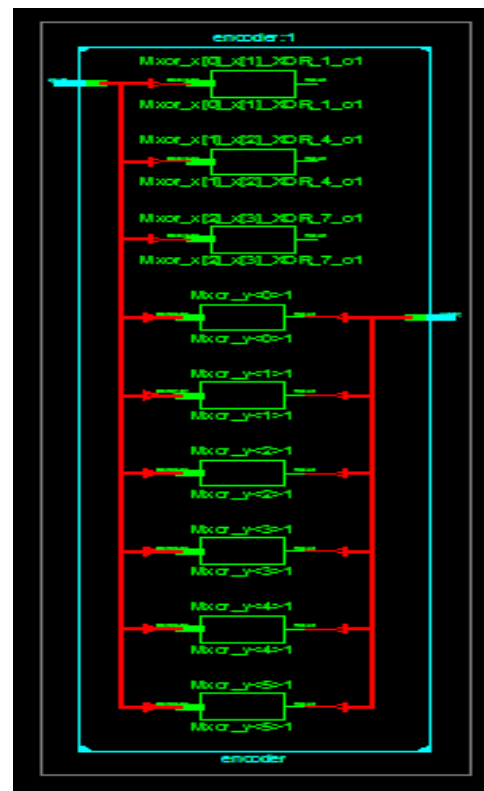 encoder:1
Mxor_x[0]_x[1]_XOR_1_o1
Mxor_x[0]_x[1]_XOR_1_o1
Mxor_x[1]_x[2]_XOR_4_o1
Mxor_x[1]_x[2]_XOR_4_o1
Mxor_x[2]_x[3]_XOR_7_o1
Mxor_x[2]_x[3]_XOR_7_o1
Mxor_y<0>1
Mxor_y<0>1
Mxor_y<1>1
Mxor_y<1>1
Mxor_y<2>1
Mxor_y<2>1
Mxor_y<3>1
Mxor_y<3>1
Mxor_y<4>1
Mxor_y<4>1
Mxor_y<5>1
Mxor_y<5>1
encoder